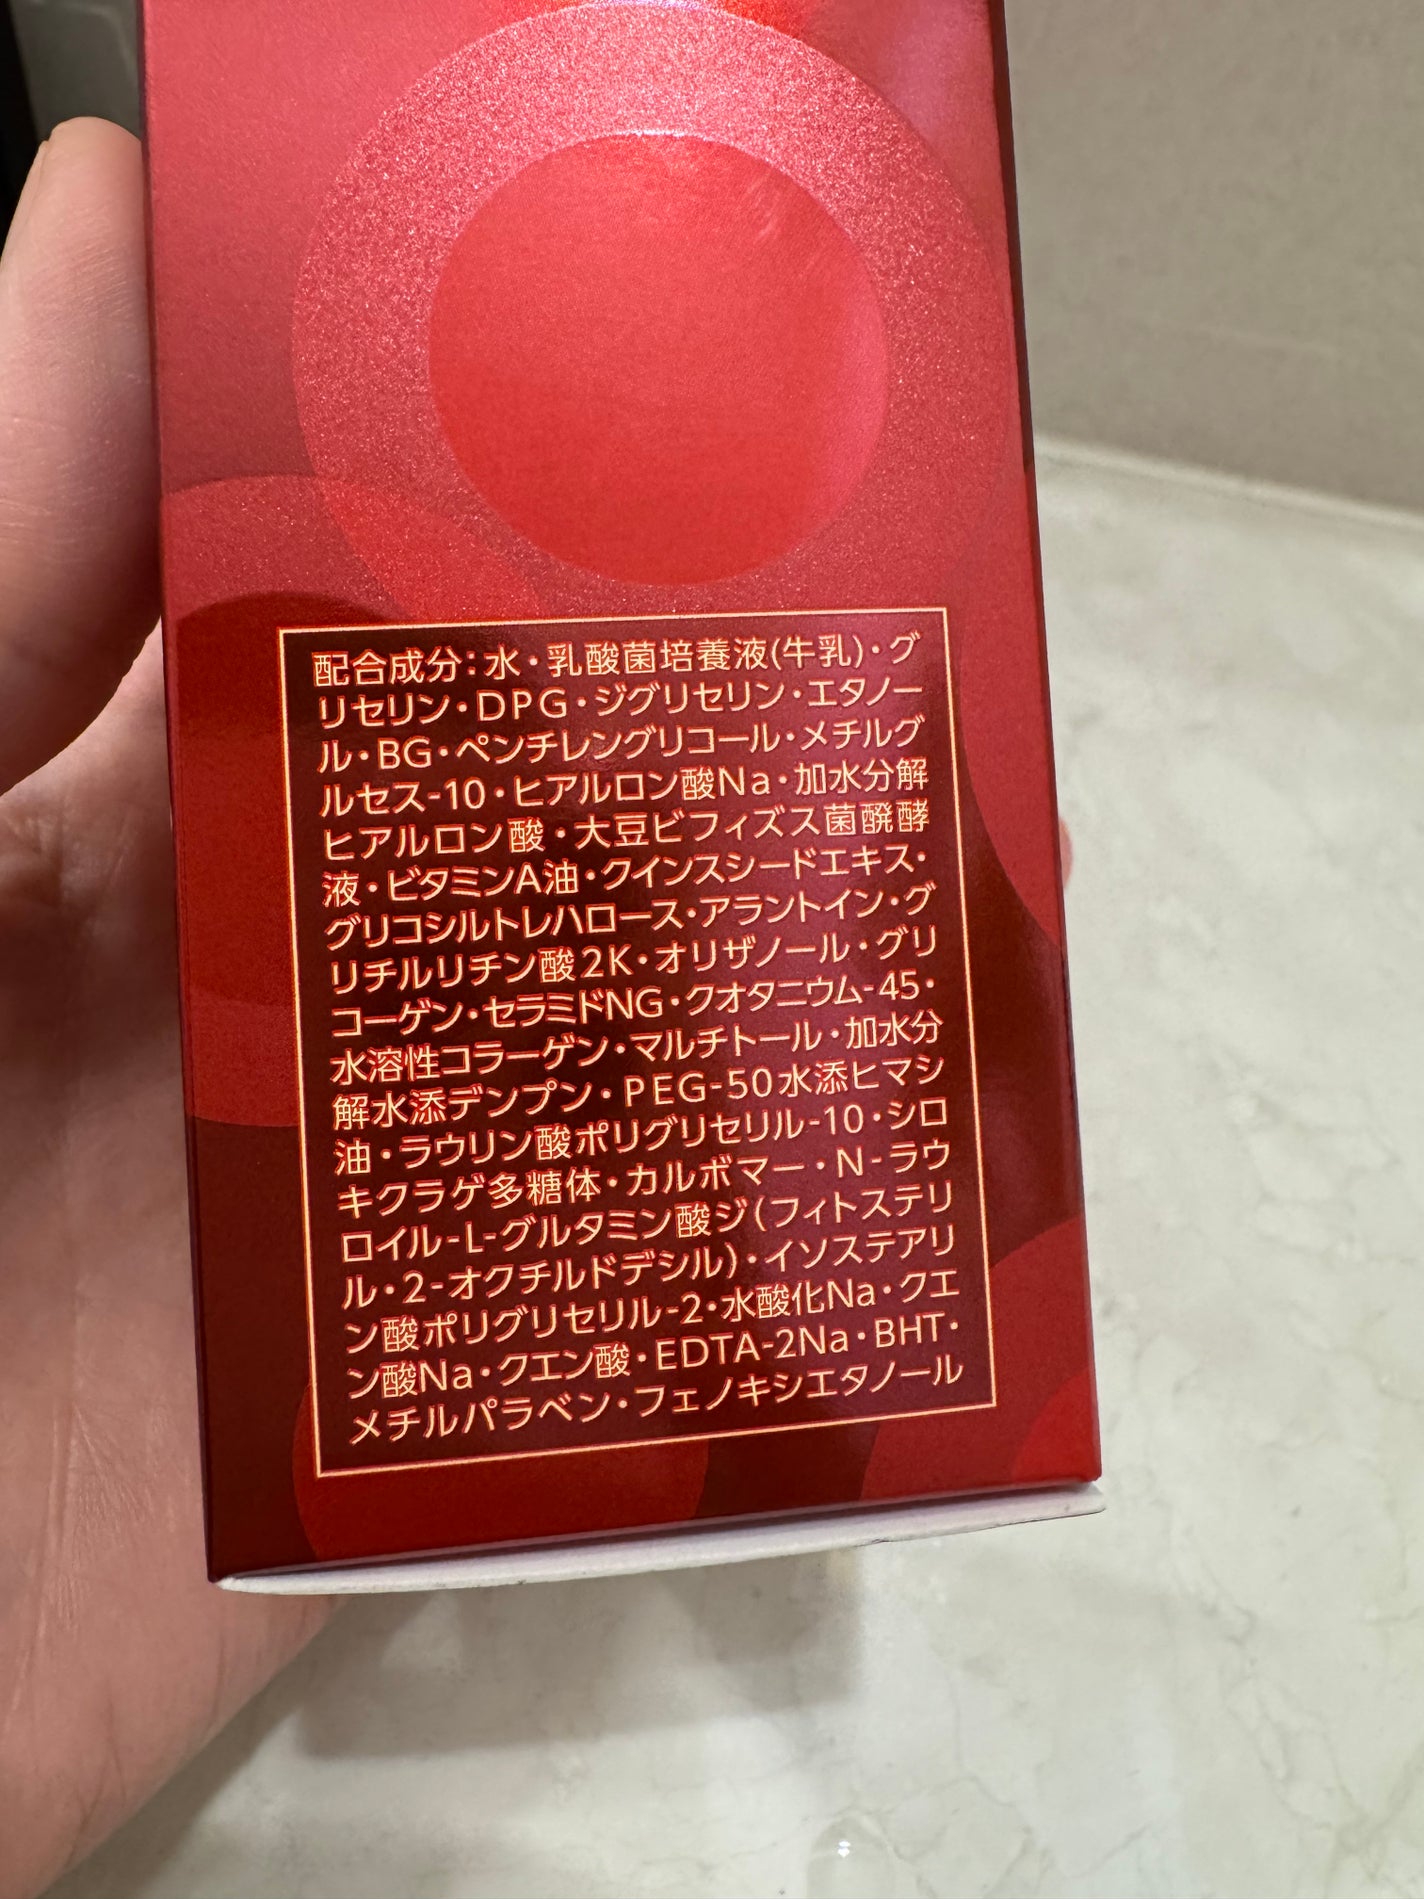 配合成分：水・乳酸菌培養液(牛乳)・グ
リセリン・DPG・ジグリセリン・エタノー
ル・BG・ペンチレングリコール・メチルグ
ルセス-10・ヒアルロン酸Na・加水分解
ヒアルロン酸・大豆ビフィズス菌醗酵
液・ビタミンA油・クインスシードエキス・
グリコシルトレハロース・アラントイン・グ
リチルリチン酸2K・オリザノール・グリ
コーゲン・セラミドNG・クオタニウム-45・
水溶性コラーゲン・マルチトール・加水分
解水添デンプン・PEG-50水添ヒマシ
油・ラウリン酸ポリグリセリル-10・シロ
キクラゲ多糖体・カルボマー・N-ラウ
ロイル-L-グルタミン酸ジ(フィトステリ
ル・2-オクチルドデシル)・イソステアリ
ン酸ポリグリセリル-2・水酸化Na・クエ
ン酸Na・クエン酸・EDTA-2Na・BHT・
メチルパラベン・フェノキシエタノール